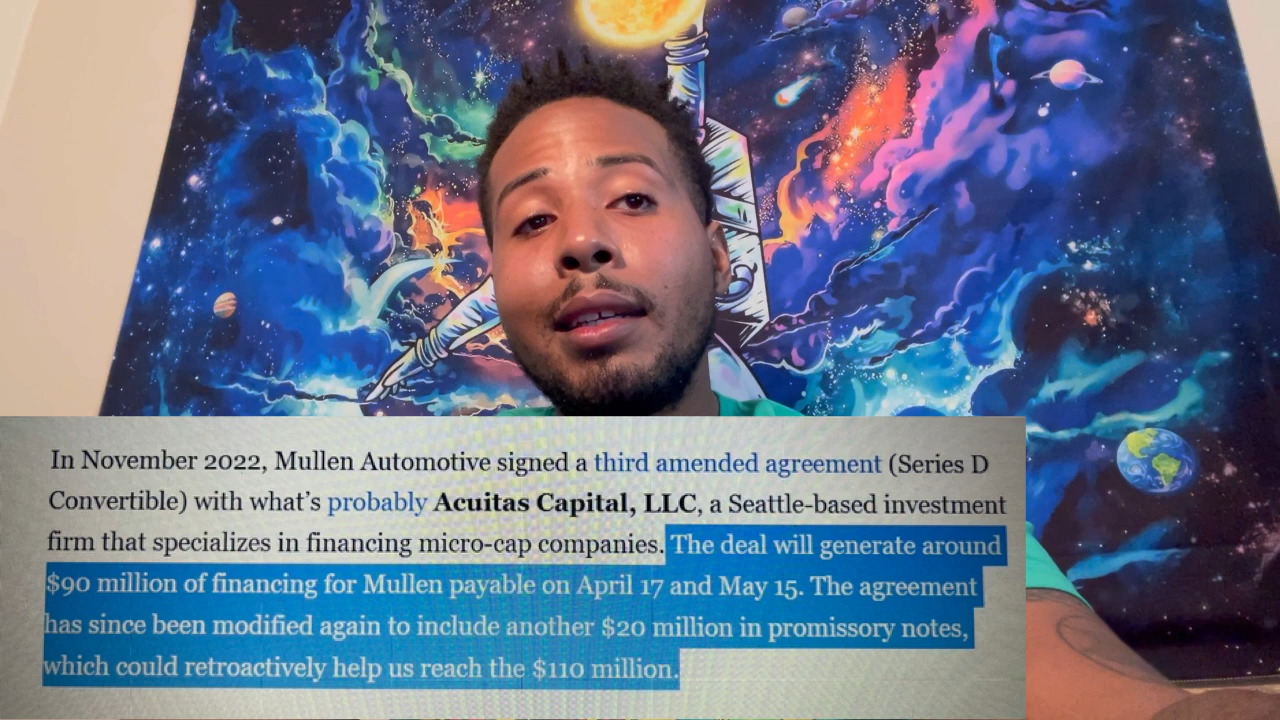 In November 2022, Mullen Automotive signed a third amended agreement (Series D
Convertible) with what's probably Acuitas Capital, LLC, a Seattle-based investment
firm that specializes in financing micro-cap companies. The deal will generate around
$90 million of financing for Mullen payable on April 17 and May 15. The agreement
has since been modified again to include another $20 million in promissory notes,
which could retroactively help us reach the $110 million.